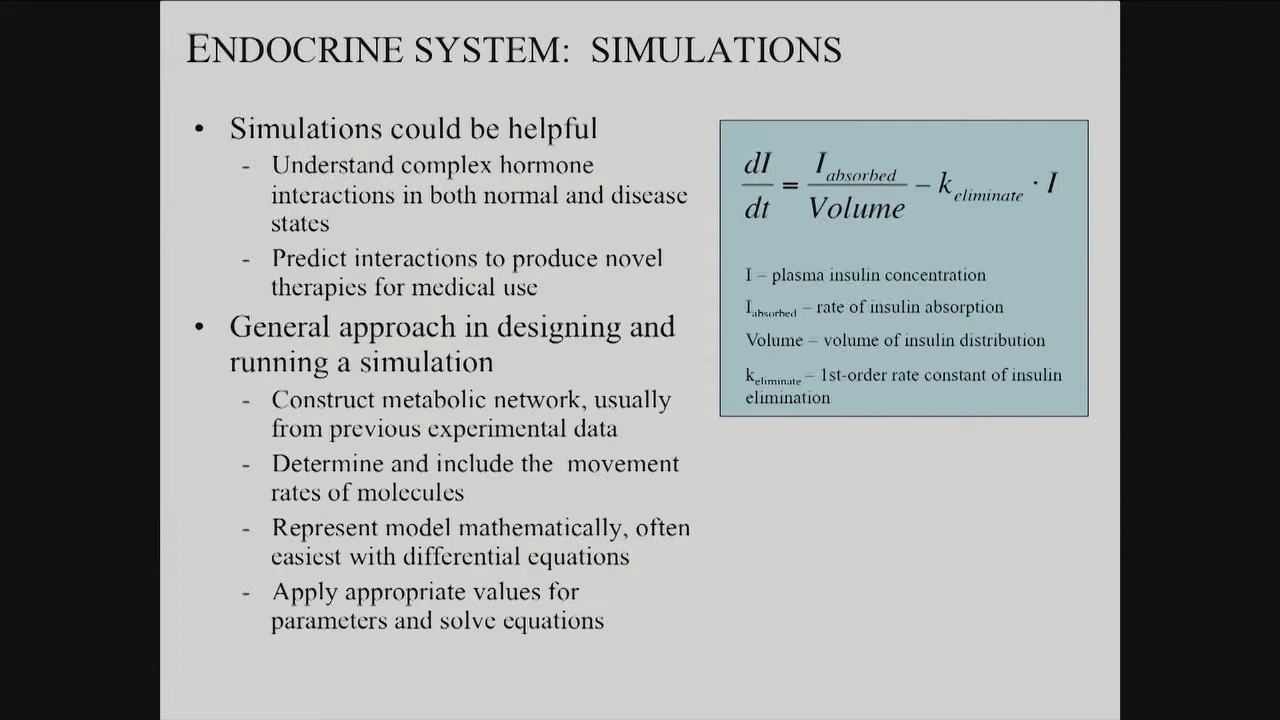 ENDOCRINE SYSTEM: SIMULATIONS
• Simulations could be helpful
- Understand complex hormone
interactions in both normal and disease
states
- Predict interactions to produce novel
therapies for medical use
• General approach in designing and
running a simulation
- Construct metabolic network, usually
from previous experimental data
- Determine and include the movement
rates of molecules
- Represent model mathematically, often
easiest with differential equations
- Apply appropriate values for
parameters and solve equations
dI/dt = I_absorbed/Volume − k_eliminate · I
I – plasma insulin concentration
I_absorbed – rate of insulin absorption
Volume – volume of insulin distribution
k_eliminate – 1st-order rate constant of insulin
elimination